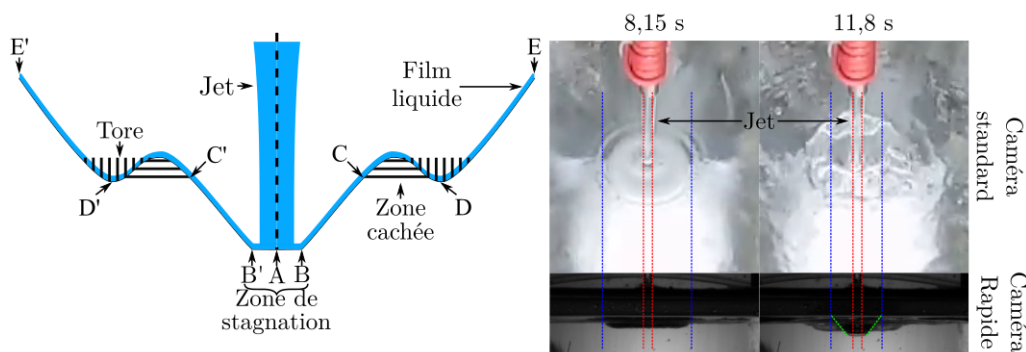 E'
E
Jet
Film
liquide
Tore
C'
C
D'
Zone
cachée
D
B' A B
Zone de
stagnation
8,15 s
11,8 s
Jet
Caméra
standard
Caméra
Rapide